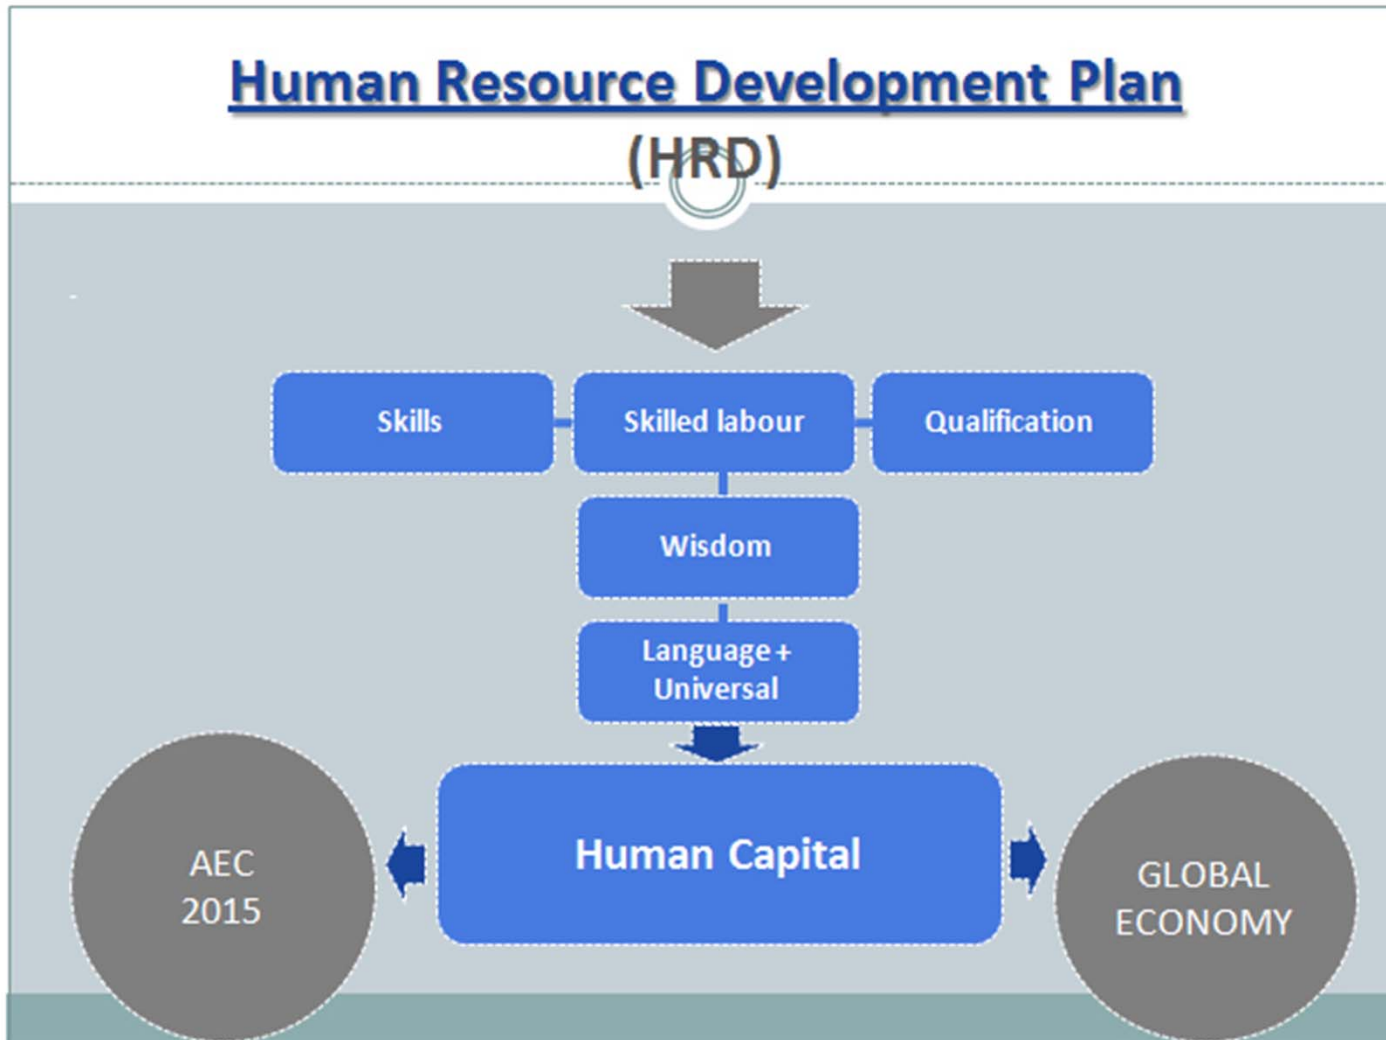 Human Resource Development Plan
(HRD)
Skills
Skilled labour
Qualification
Wisdom
Language +
Universal
Human Capital
AEC
2015
GLOBAL
ECONOMY